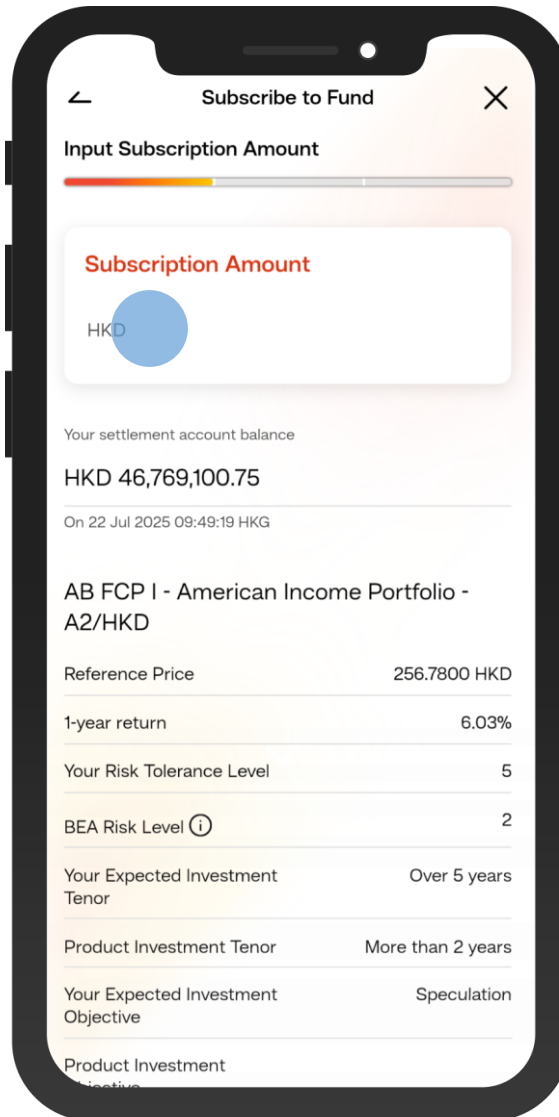 Subscribe to Fund
Input Subscription Amount
Subscription Amount
HKD
Your settlement account balance
HKD 46,769,100.75
On 22 Jul 2025 09:49:19 HKG
AB FCP I - American Income Portfolio -
A2/HKD
Reference Price 256.7800 HKD
1-year return 6.03%
Your Risk Tolerance Level 5
BEA Risk Level i 2
Your Expected Investment Over 5 years
Tenor
Product Investment Tenor More than 2 years
Your Expected Investment Speculation
Objective
Product Investment